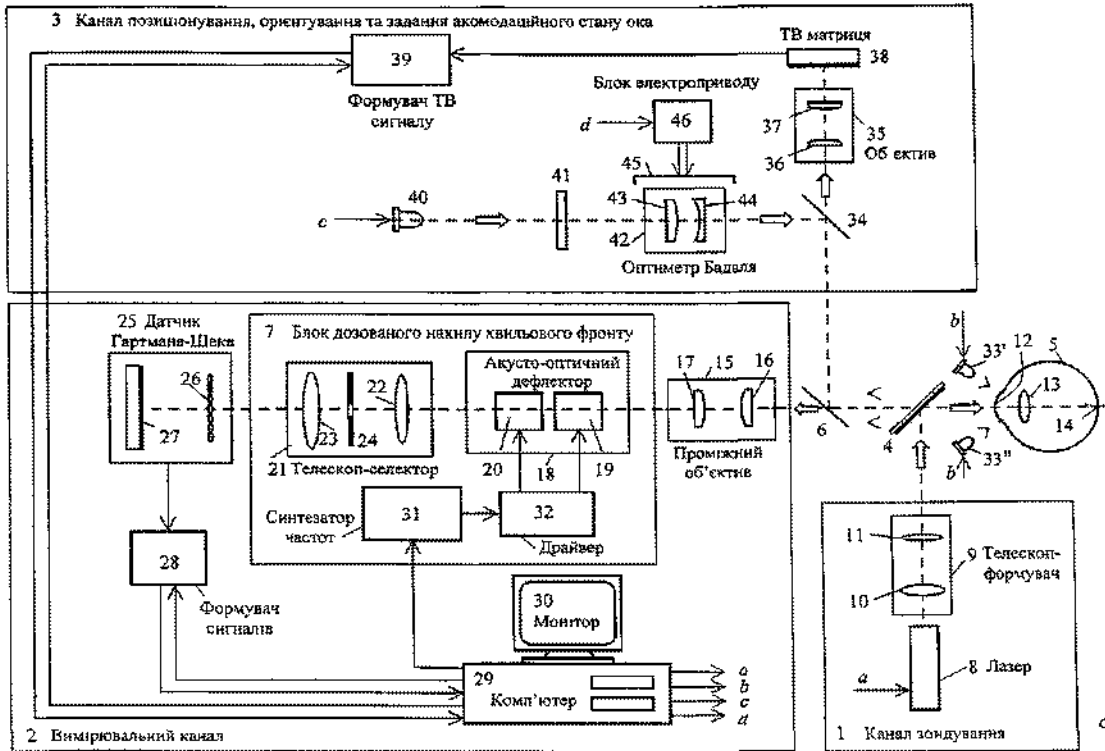 3 Канал позиціонування, орієнтування та задання акомодаційного стану ока
ТВ матриця
38
39
Формувач ТВ
сигналу
Блок електроприводу
d
46
37
35
Об'єктив
36
45
41
40
43
44
c
42
34
Оптиметр Бадаля
25 Датчик
Гартмана-Шека
7 Блок дозованого нахилу хвильового фронту
b
33'
12
5
26
Акусто-оптичний
дефлектор
15
17
16
13
22
27
23
24
20
19
6
4
14
21 Телескоп-селектор
18
Проміжний
об'єктив
33"
b
Синтезатор
частот
31
32
Драйвер
11
9 Телескоп-
формувач
10
28
Формувач
сигналів
30
Монітор
8 Лазер
29
Комп'ютер
a
b
c
d
a
2 Вимірювальний канал
1 Канал зондування
c